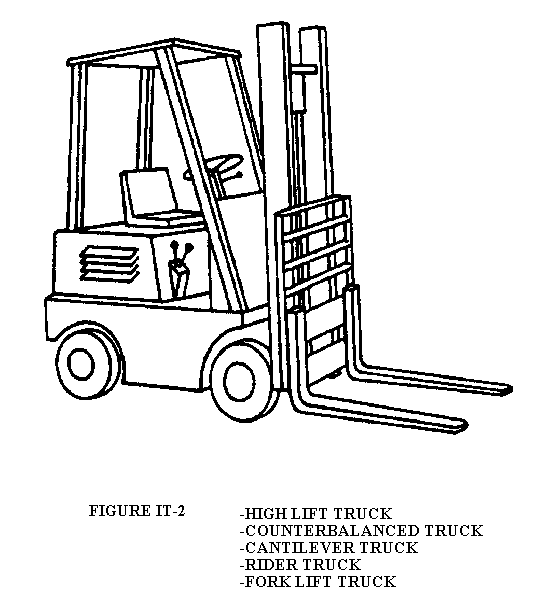 FIGURE IT-2
-HIGH LIFT TRUCK
-COUNTERBALANCED TRUCK
-CANTILEVER TRUCK
-RIDER TRUCK
-FORK LIFT TRUCK